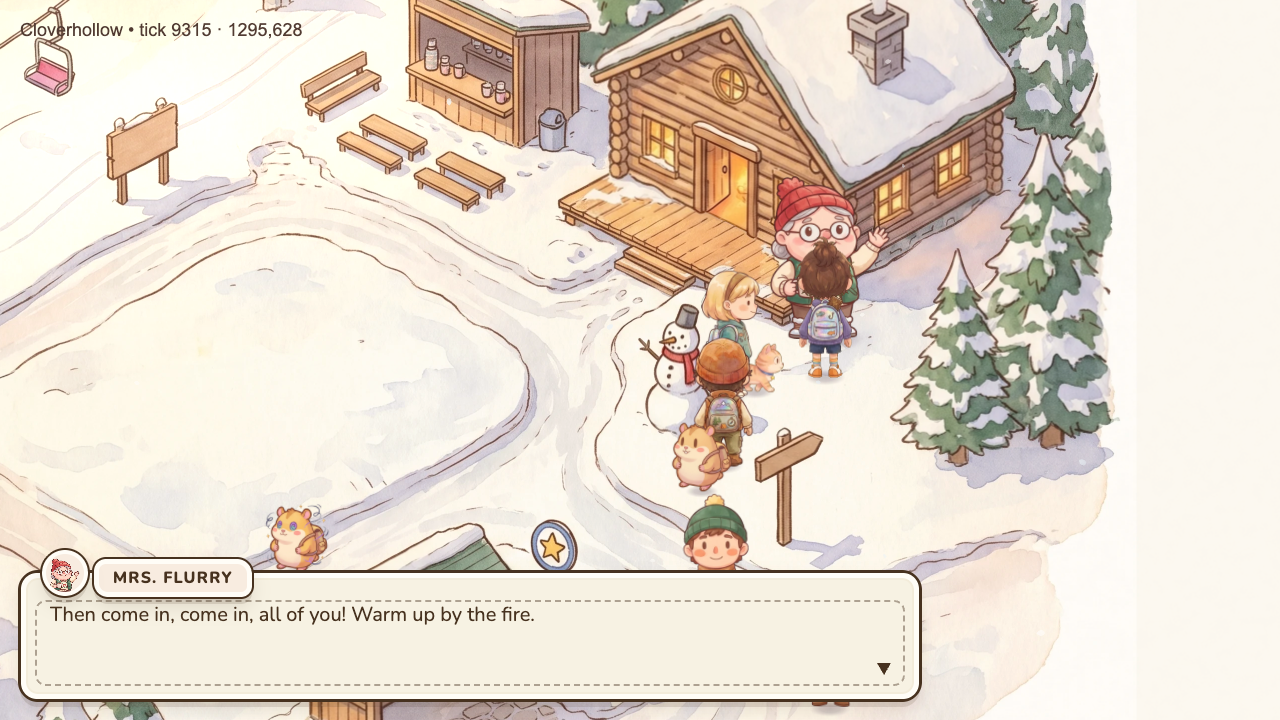 Cloverhollow • tick 9315 · 1295,628
MRS. FLURRY
Then come in, come in, all of you! Warm up by the fire.